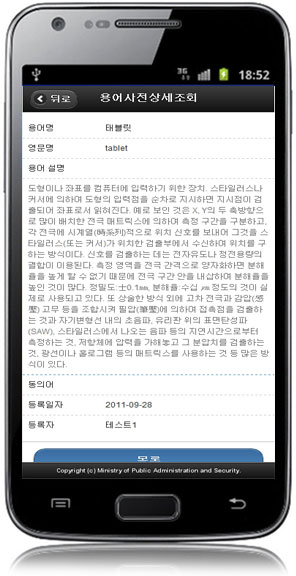 3G 18:52
뒤로 용어사전상세조회
용어명 태블릿
영문명 tablet
용어 설명
도형이나 좌표를 컴퓨터에 입력하기 위한 장치. 스타일러스나
커서에 의하며 도형의 입력점을 순차로 지시하면 지시점이 검
출되어 좌표로서 읽혀진다. 예로 보인 것은 X, Y의 두 측방향으
로 많이 배치한 전극 매트릭스에 의하며 측정 구간을 구분하고,
각 전극에 시계열(時系列)적으로 위치 신호를 보내며 그것을 스
타일러스(또는 커서)가 위치한 검출부에서 수신하며 위치를 구
하는 방식이다. 신호를 검출하는 데는 전자유도나 정전용량의
결합이 이용된다. 측정 영역을 전극 간격으로 양자화하면 분해
율을 높게 할 수 없기 때문에 전극 구간 안을 내삽하며 분해율을
높인 것이 많다. 정밀도:±0.1㎜, 분해율:수십 ㎛ 정도의 것이 실
제로 사용되고 있다. 또 상술한 방식 외에 고차 전극과 감압(感
壓) 고무 등을 조합시켜 필압(筆壓)에 의하며 접촉점을 검출하
는 것과 자기변형선 내의 초음파, 유리판 위의 표면탄성파
(SAW), 스타일러스에서 나오는 음파 등의 지연시간으로부터
측정하는 것, 저항체에 압력을 가해놓고 그 분압치를 검출하는
것, 광선이나 홀로그램 등의 매트릭스를 사용하는 것 등 많은 방
식이 있다.
동의어
등록일자 2011-09-28
등록자 테스트1
목록
Copyright (c) Ministry of Public Administration and Security.